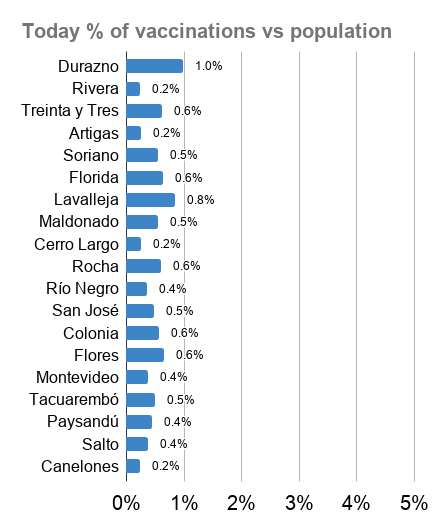 Today % of vaccinations vs population
Durazno 1.0%
Rivera 0.2%
Treinta y Tres 0.6%
Artigas 0.2%
Soriano 0.5%
Florida 0.6%
Lavalleja 0.8%
Maldonado 0.5%
Cerro Largo 0.2%
Rocha 0.6%
Río Negro 0.4%
San José 0.5%
Colonia 0.6%
Flores 0.6%
Montevideo 0.4%
Tacuarembó 0.5%
Paysandú 0.4%
Salto 0.4%
Canelones 0.2%
0% 1% 2% 3% 4% 5%